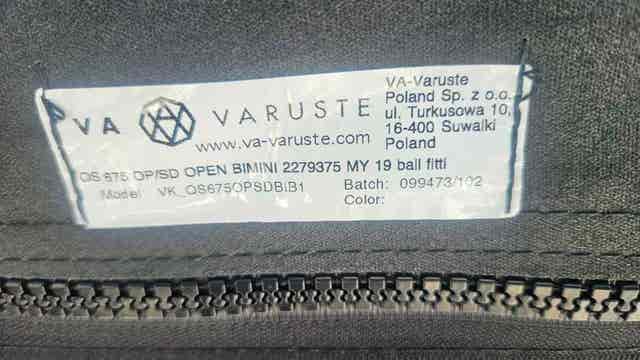 VA VARUSTE
www.va-varuste.com
VA-Varuste
Poland Sp. z o.o.
ul. Turkusowa 10,
16-400 Suwalki
Poland
QS 675 OP/SD OPEN BIMINI 2279375 MY 19 ball fitti
Model: VK_QS675OPSDBIB1
Batch: 099473/102
Color: